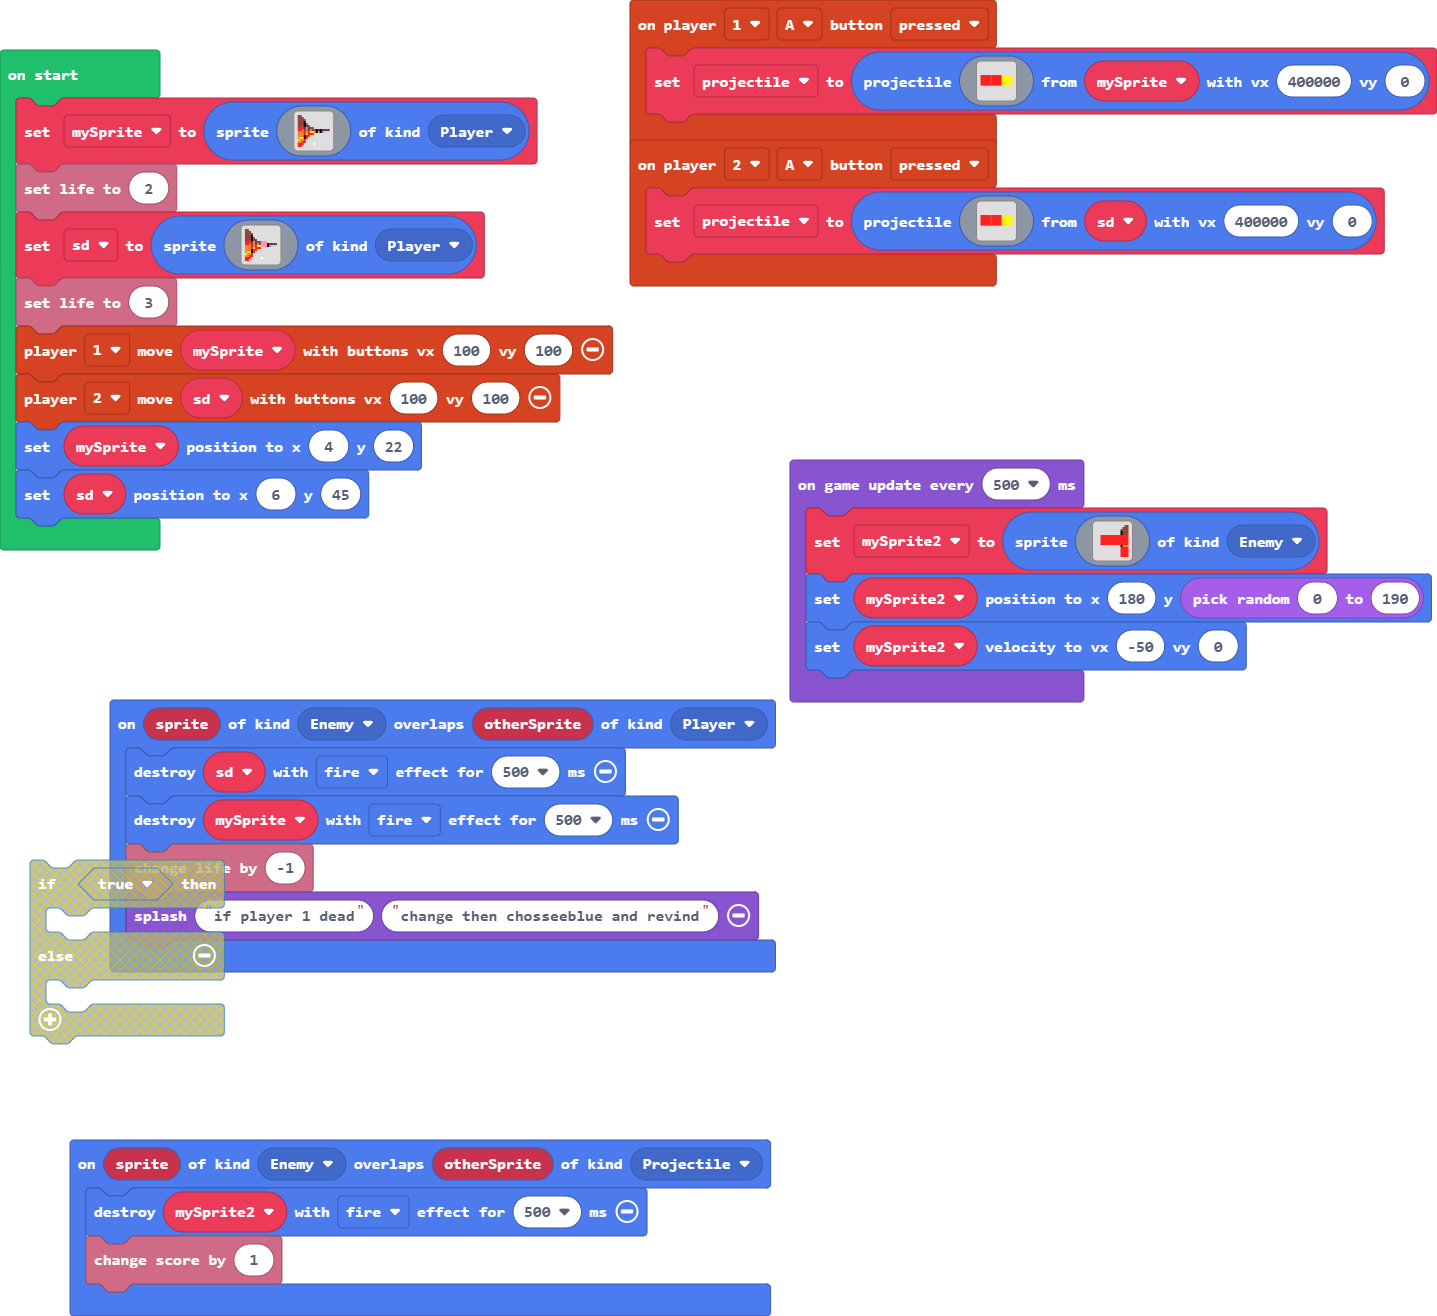 on start
set mySprite to sprite of kind Player
set life to 2
set sd to sprite of kind Player
set life to 3
player 1 move mySprite with buttons vx 100 vy 100
player 2 move sd with buttons vx 100 vy 100
set mySprite position to x 4 y 22
set sd position to x 6 y 45
on player 1 A button pressed
set projectile to projectile from mySprite with vx 400000 vy 0
on player 2 A button pressed
set projectile to projectile from sd with vx 400000 vy 0
on game update every 500 ms
set mySprite2 to sprite of kind Enemy
set mySprite2 position to x 180 y pick random 0 to 190
set mySprite2 velocity to vx -50 vy 0
on sprite of kind Enemy overlaps otherSprite of kind Player
destroy sd with fire effect for 500 ms
destroy mySprite with fire effect for 500 ms
change life by -1
splash "if player 1 dead" "change then chosseeblue and revind"
if true then
else
on sprite of kind Enemy overlaps otherSprite of kind Projectile
destroy mySprite2 with fire effect for 500 ms
change score by 1